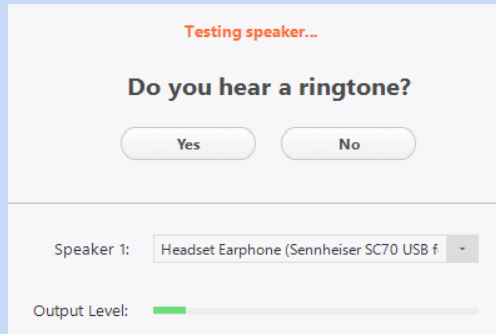 Testing speaker...
Do you hear a ringtone?
Yes No
Speaker 1: Headset Earphone (Sennheiser SC70 USB f
Output Level: